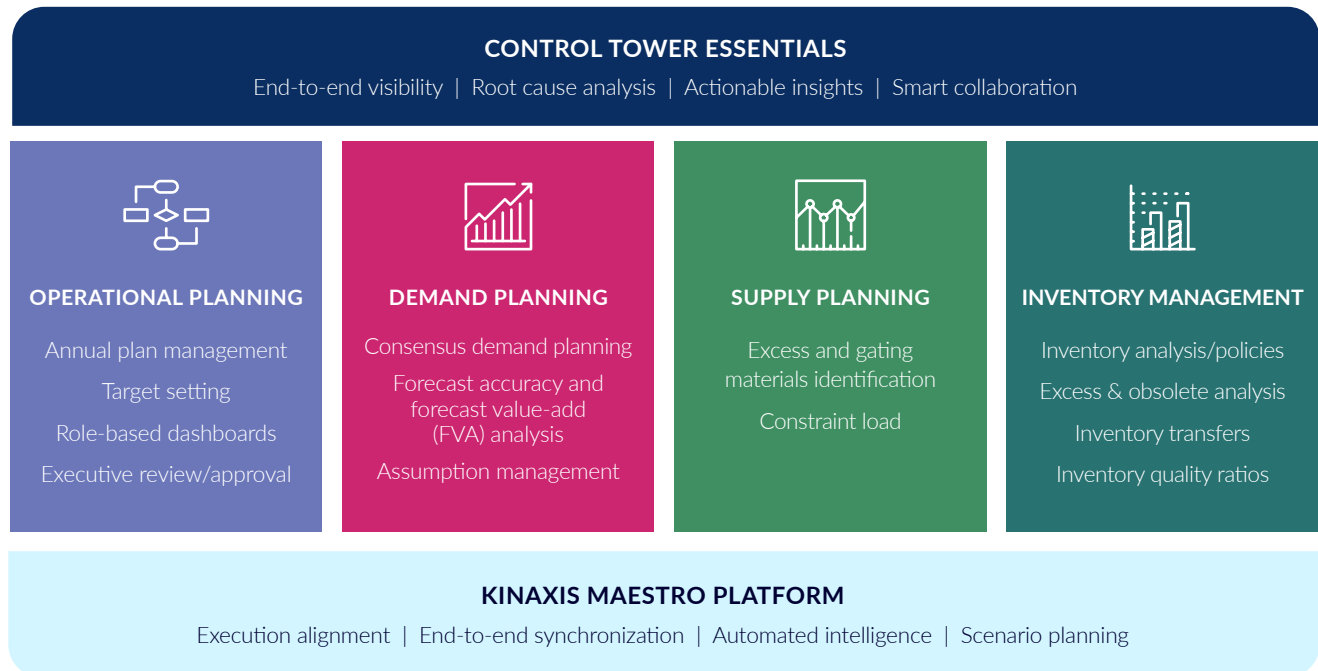 CONTROL TOWER ESSENTIALS
End-to-end visibility | Root cause analysis | Actionable insights | Smart collaboration
OPERATIONAL PLANNING
Annual plan management
Target setting
Role-based dashboards
Executive review/approval
DEMAND PLANNING
Consensus demand planning
Forecast accuracy and
forecast value-add
(FVA) analysis
Assumption management
SUPPLY PLANNING
Excess and gating
materials identification
Constraint load
INVENTORY MANAGEMENT
Inventory analysis/policies
Excess & obsolete analysis
Inventory transfers
Inventory quality ratios
KINAXIS MAESTRO PLATFORM
Execution alignment | End-to-end synchronization | Automated intelligence | Scenario planning